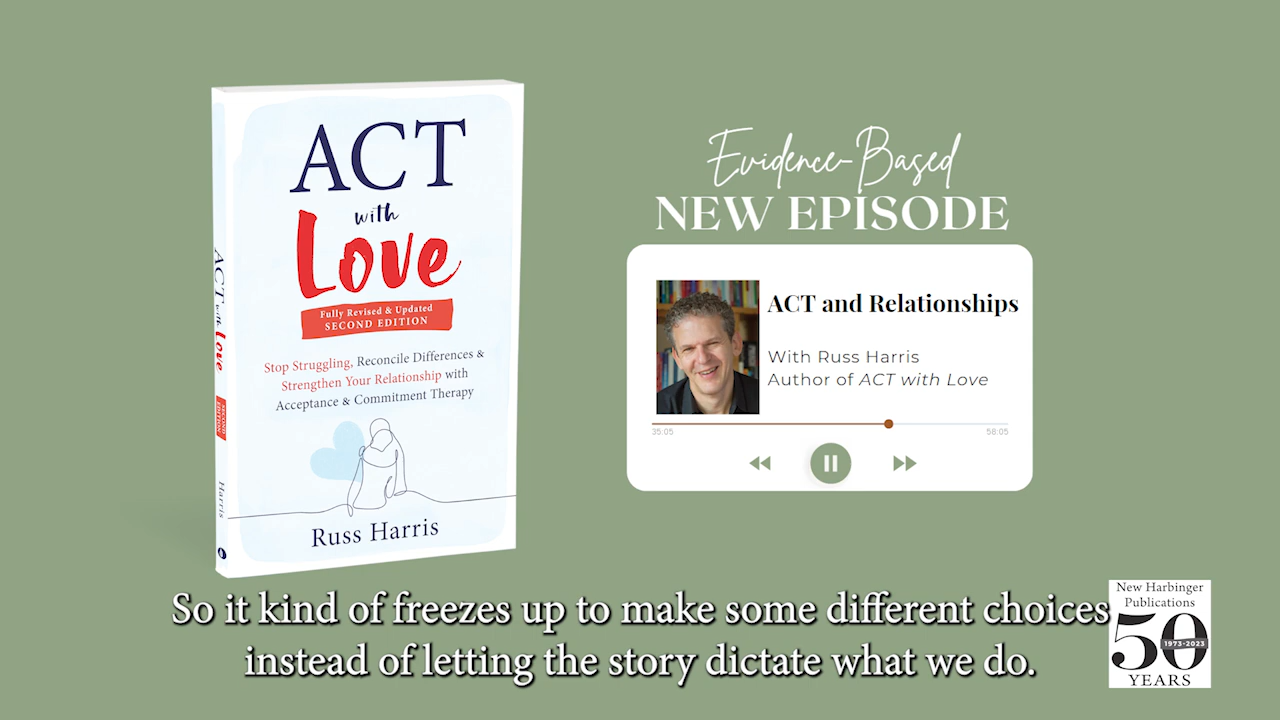 ACT
with
Love
Fully Revised & Updated
SECOND EDITION
Stop Struggling, Reconcile Differences &
Strengthen Your Relationship with
Acceptance & Commitment Therapy
Russ Harris
ACT with Love
SECOND
EDITION
Harris
Evidence-Based
NEW EPISODE
ACT and Relationships
With Russ Harris
Author of ACT with Love
35:05
58:05
So it kind of freezes up to make some different choices
instead of letting the story dictate what we do.
New Harbinger
Publications
50
1973-2023
YEARS